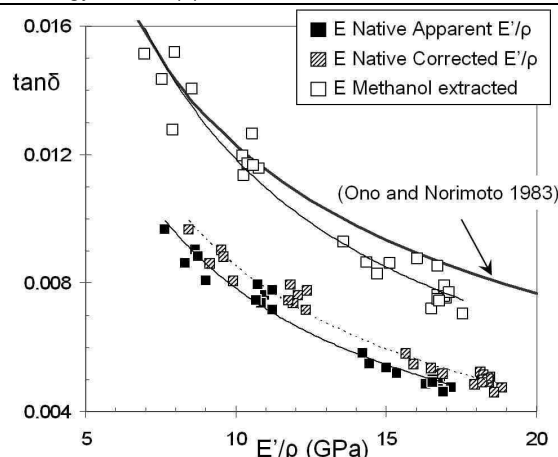 0.016
tanδ
0.012
0.008
0.004
E Native Apparent E'/ρ
E Native Corrected E'/ρ
E Methanol extracted
(Ono and Norimoto 1983)
5
10
15
20
E'/ρ (GPa)